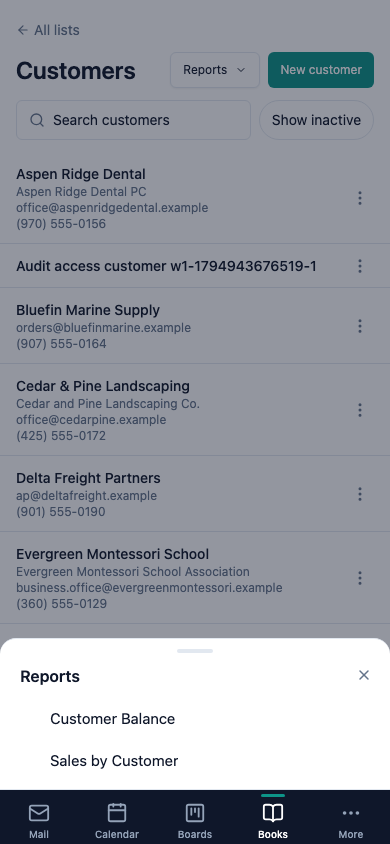 All lists
Customers
Reports
New customer
Search customers
Show inactive
Aspen Ridge Dental
Aspen Ridge Dental PC
office@aspenridgedental.example
(970) 555-0156
Audit access customer w1-1794943676519-1
Bluefin Marine Supply
orders@bluefinmarine.example
(907) 555-0164
Cedar & Pine Landscaping
Cedar and Pine Landscaping Co.
office@cedarpine.example
(425) 555-0172
Delta Freight Partners
ap@deltafreight.example
(901) 555-0190
Evergreen Montessori School
Evergreen Montessori School Association
business.office@evergreenmontessori.example
(360) 555-0129
Reports
Customer Balance
Sales by Customer
Mail
Calendar
Boards
Books
More